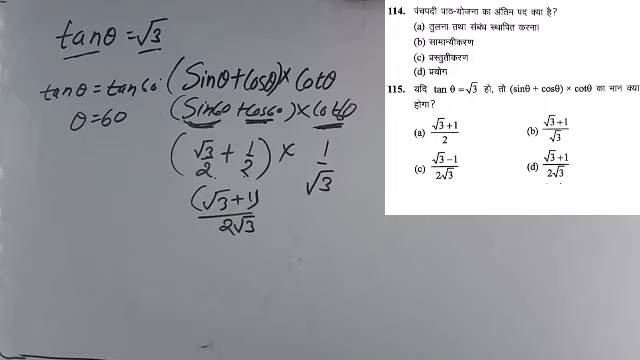 tanθ = √3
(Sinθ + Cosθ) × Cotθ
tanθ = tan60
θ = 60
(Sin60 + Cos60) × Cot60
(√3/2 + 1/2) × 1/√3
(√3+1)/2√3
114. पंचपदी पाठ-योजना का अंतिम पद क्या है?
(a) तुलना तथा संबंध स्थापित करना।
(b) सामान्यीकरण
(c) प्रस्तुतीकरण
(d) प्रयोग
115. यदि tan θ = √3 हो, तो (sinθ + cosθ) × cotθ का मान क्या होगा?
(a) √3+1/2 (b) √3+1/√3
(c) √3−1/2√3 (d) √3+1/2√3